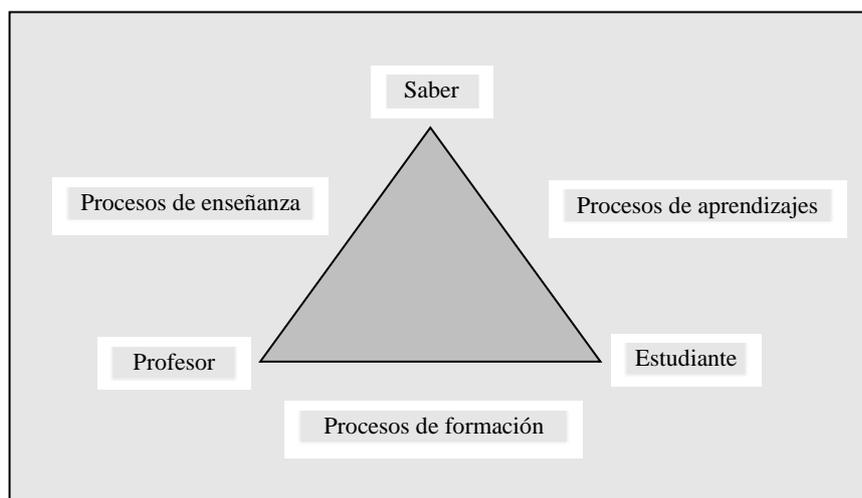 Saber
Procesos de enseñanza
Procesos de aprendizajes
Profesor
Estudiante
Procesos de formación